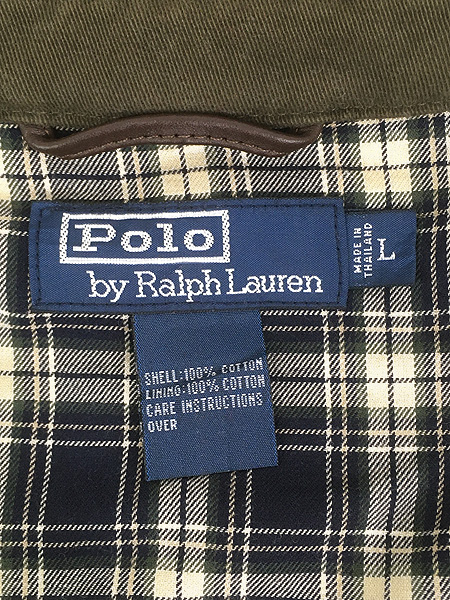 Polo
by Ralph Lauren
MADE IN
THAILAND
L
SHELL:100% COTTON
LINING:100% COTTON
CARE INSTRUCTIONS
OVER